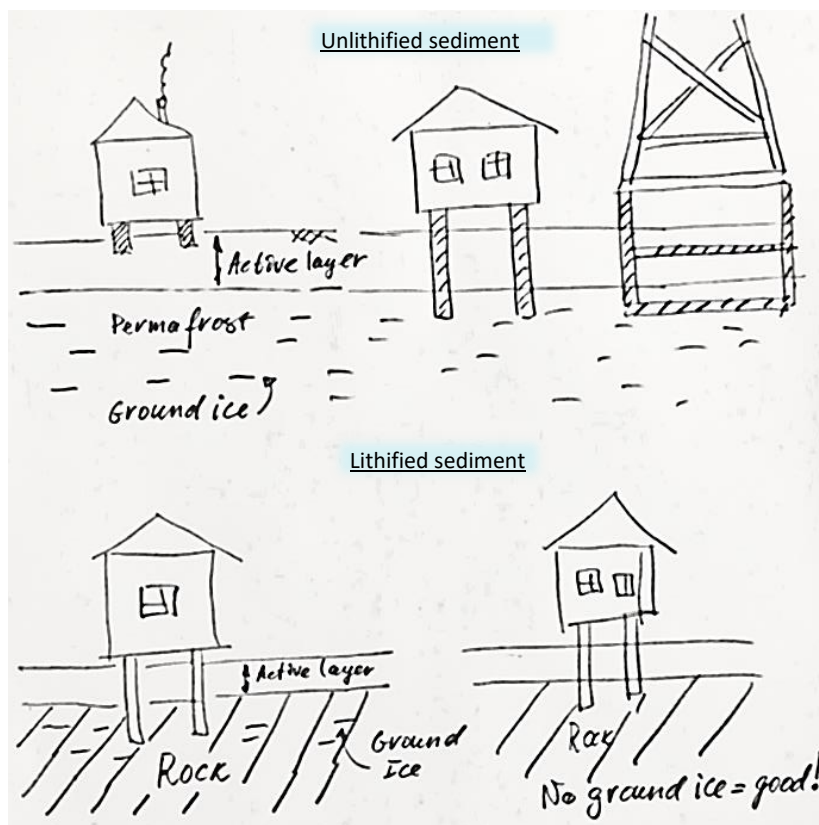 Unlithified sediment
Active layer
Permafrost
Ground ice
Lithified sediment
Active layer
Ground
Ice
Rock
Rock
No ground ice = good!